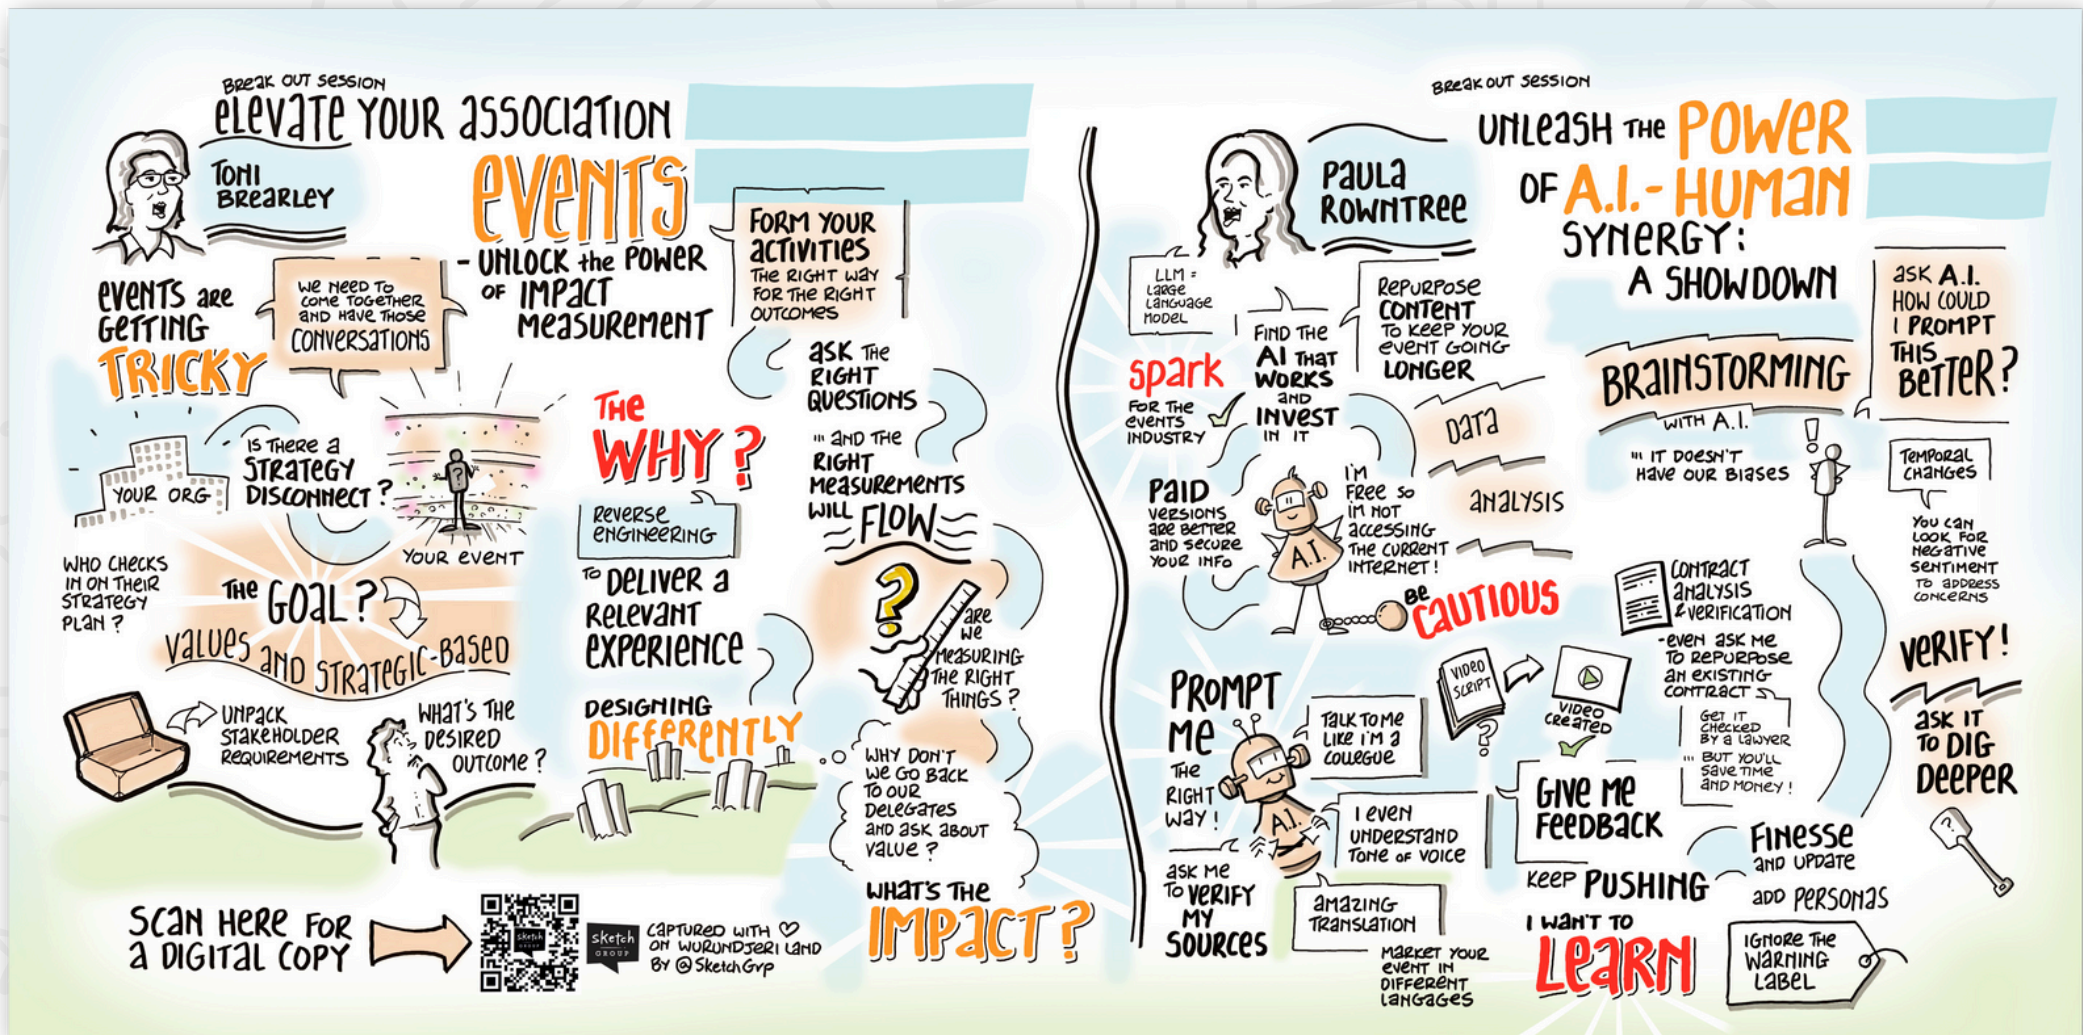 BREAK OUT SESSION
ELEVATE YOUR ASSOCIATION
EVENTS
- UNLOCK the POWER
OF IMPACT
MEASUREMENT
TONI
BREARLEY
EVENTS ARE
GETTING
TRICKY
WE NEED TO
COME TOGETHER
AND HAVE THOSE
CONVERSATIONS
FORM YOUR
ACTIVITIES
THE RIGHT WAY
FOR THE RIGHT
OUTCOMES
YOUR ORG
IS THERE A
STRATEGY
DISCONNECT?
YOUR EVENT
WHO CHECKS
IN ON THEIR
STRATEGY
PLAN?
THE GOAL?
VALUES AND STRATEGIC-BASED
UNPACK
STAKEHOLDER
REQUIREMENTS
WHAT'S THE
DESIRED
OUTCOME?
THE
WHY?
REVERSE
ENGINEERING
TO DELIVER A
RELEVANT
EXPERIENCE
DESIGNING
DIFFERENTLY
ASK THE
RIGHT
QUESTIONS
... AND THE
RIGHT
MEASUREMENTS
WILL FLOW
?
ARE
WE
MEASURING
THE RIGHT
THINGS?
WHY DON'T
WE GO BACK
TO OUR
DELEGATES
AND ASK ABOUT
VALUE?
WHAT'S THE
IMPACT?
SCAN HERE FOR
A DIGITAL COPY
sketch
GROUP
sketch
GROUP
CAPTURED WITH ♡
ON WURUNDJERI LAND
BY @SketchGrp
BREAKOUT SESSION
UNLEASH THE POWER
OF A.I.-HUMAN
SYNERGY:
A SHOWDOWN
PAULA
ROWNTREE
LLM =
LARGE
LANGUAGE
MODEL
SPARK
FOR THE
EVENTS
INDUSTRY
FIND THE
AI THAT
WORKS
AND
INVEST
IN IT
REPURPOSE
CONTENT
TO KEEP YOUR
EVENT GOING
LONGER
DATA
ANALYSIS
PAID
VERSIONS
ARE BETTER
AND SECURE
YOUR INFO
A.I.
I'M
FREE SO
I'M NOT
ACCESSING
THE CURRENT
INTERNET!
BE
CAUTIOUS
BRAINSTORMING
WITH A.I.
... IT DOESN'T
HAVE OUR BIASES
!
ASK A.I.
HOW COULD
I PROMPT
THIS
BETTER?
TEMPORAL
CHANGES
YOU CAN
LOOK FOR
NEGATIVE
SENTIMENT
TO ADDRESS
CONCERNS
CONTRACT
ANALYSIS
& VERIFICATION
-EVEN ASK ME
TO REPURPOSE
AN EXISTING
CONTRACT
GET IT
CHECKED
BY A LAWYER
... BUT YOU'LL
SAVE TIME
AND MONEY!
VERIFY!
ASK IT
TO DIG
DEEPER
?
PROMPT
ME
THE
RIGHT
WAY!
A.I.
TALK TO ME
LIKE I'M A
COLLEGUE
VIDEO
SCRIPT
?
VIDEO
CREATED
I EVEN
UNDERSTAND
TONE OF VOICE
ASK ME
TO VERIFY
MY
SOURCES
AMAZING
TRANSLATION
MARKET YOUR
EVENT IN
DIFFERENT
LANGAGES
GIVE ME
FEEDBACK
KEEP PUSHING
I WANT TO
LEARN
FINESSE
AND UPDATE
ADD PERSONAS
IGNORE THE
WARNING
LABEL